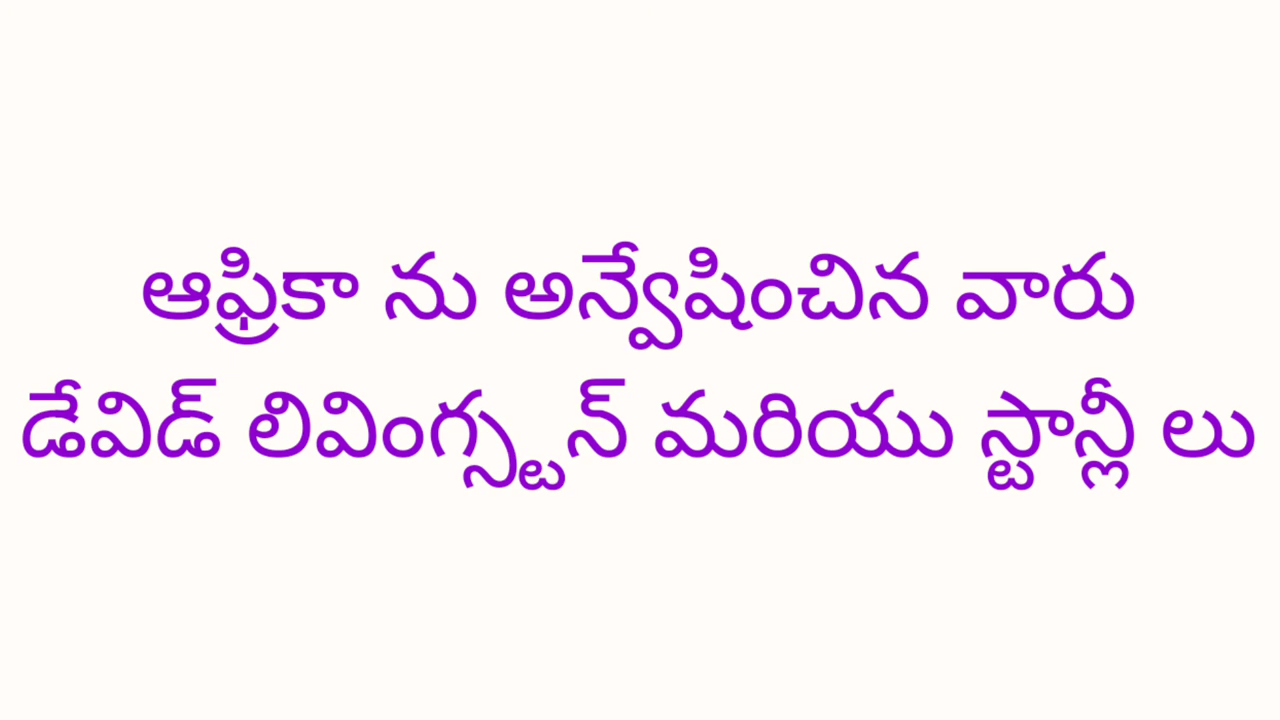 ఆఫ్రికా ను అన్వేషించిన వారు
డేవిడ్ లివింగ్స్టన్ మరియు స్టాన్లీ లు